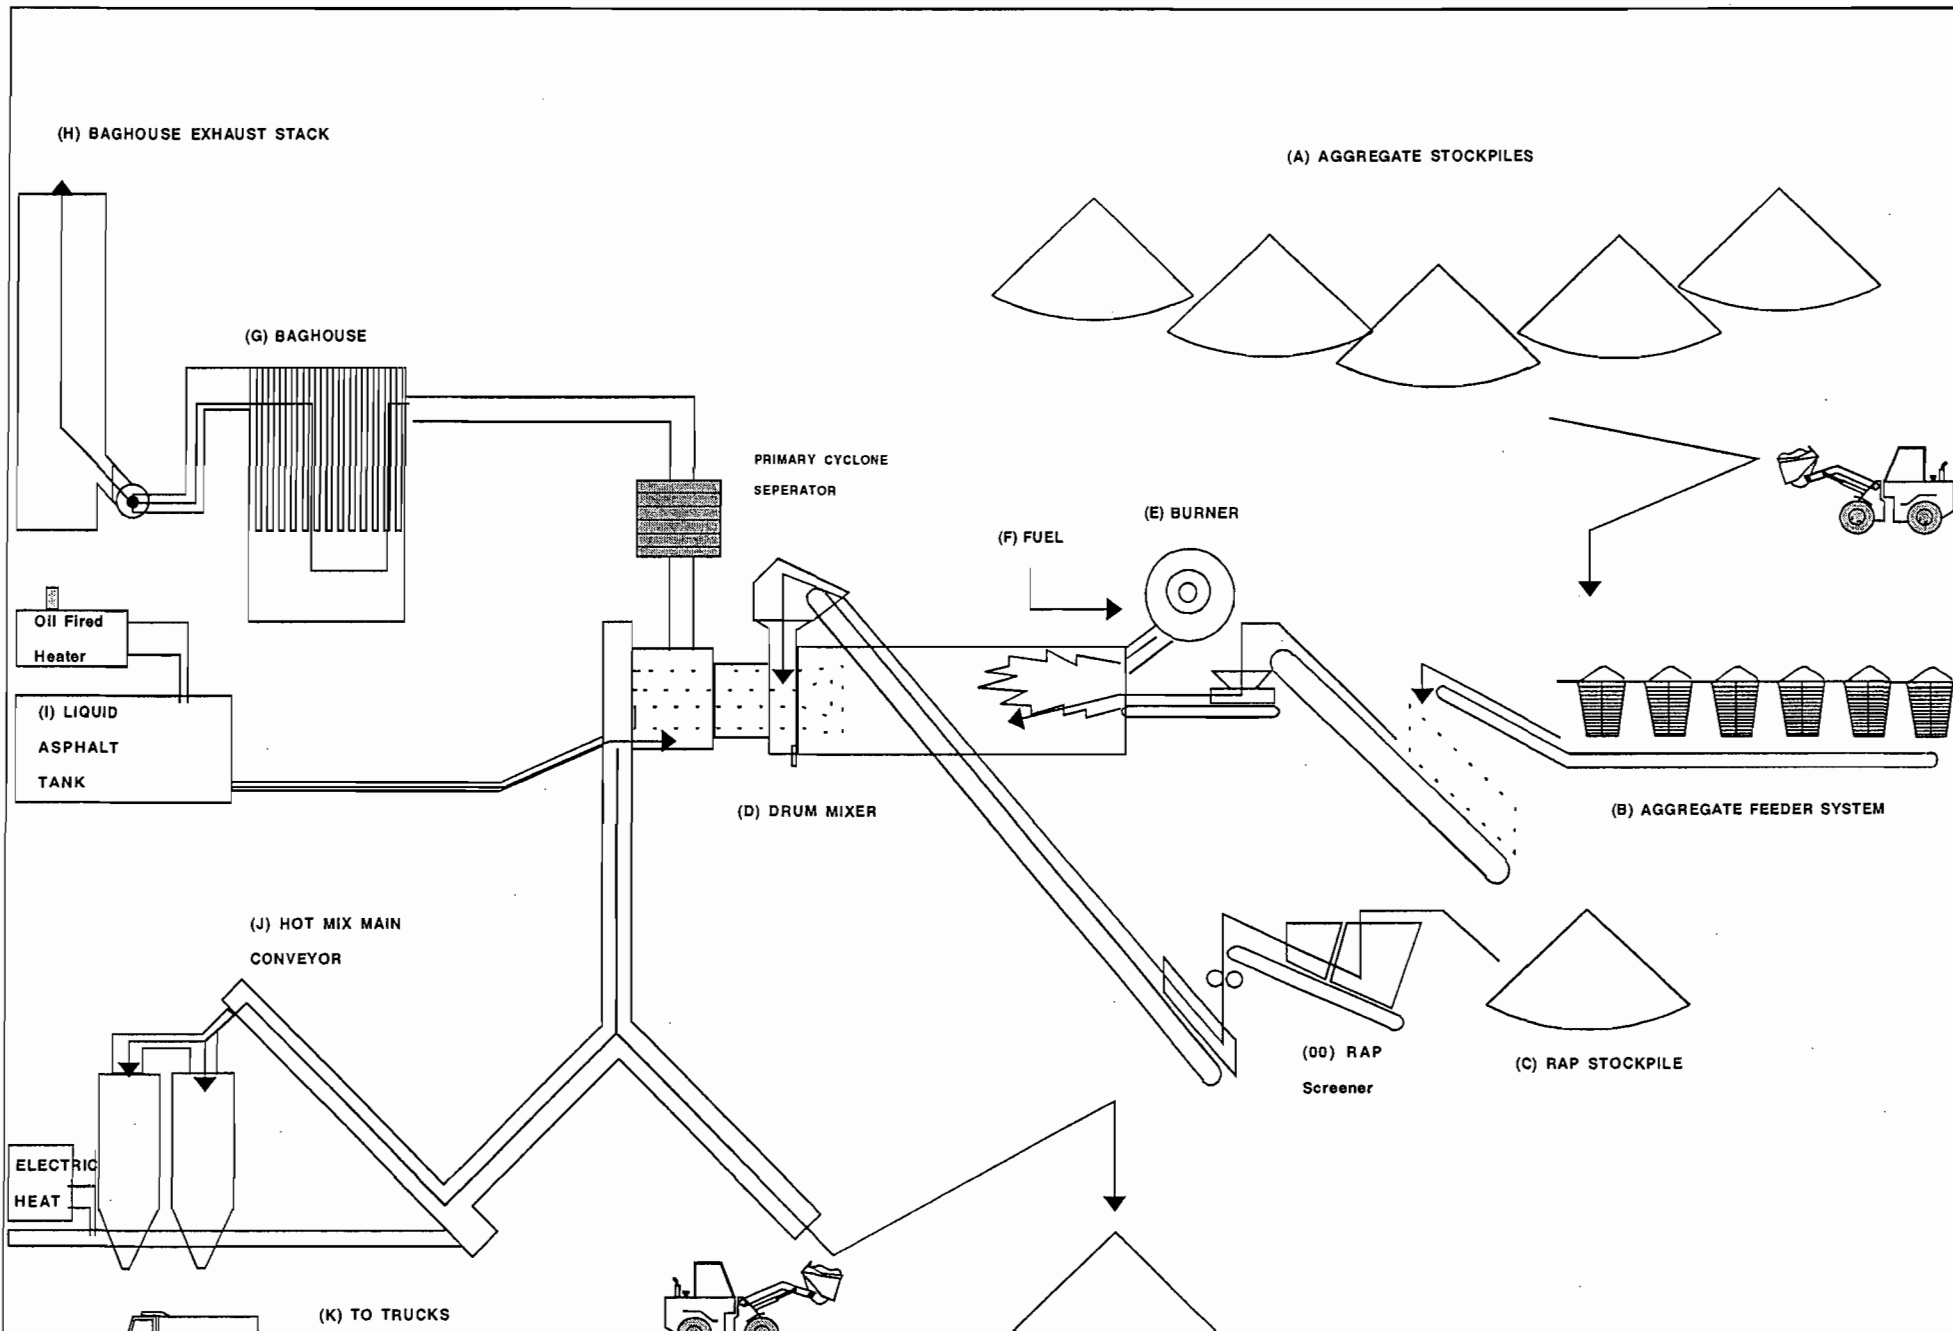 (H) BAGHOUSE EXHAUST STACK
(A) AGGREGATE STOCKPILES
(G) BAGHOUSE
PRIMARY CYCLONE
SEPERATOR
(E) BURNER
(F) FUEL
Oil Fired
Heater
(I) LIQUID
ASPHALT
TANK
(D) DRUM MIXER
(B) AGGREGATE FEEDER SYSTEM
(J) HOT MIX MAIN
CONVEYOR
(00) RAP
Screener
(C) RAP STOCKPILE
ELECTRIC
HEAT
(K) TO TRUCKS